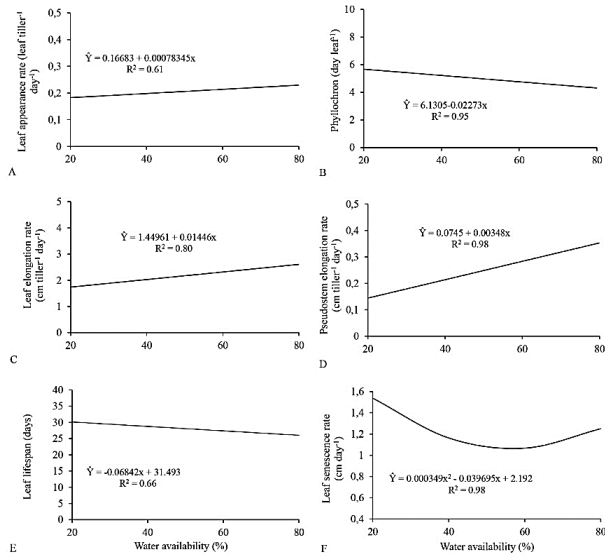 Leaf appearance rate (leaf tiller⁻¹
day⁻¹)
0,5
0,4
0,3
0,2
0,1
0
Ŷ = 0.16683 + 0.00078345x
R² = 0.61
20 40 60 80
A
Phyllochron (day leaf⁻¹)
10
8
6
4
2
0
Ŷ = 6.1305-0.02273x
R² = 0.95
20 40 60 80
B
Leaf elongation rate
(cm tiller⁻¹ day⁻¹)
5
4
3
2
1
0
Ŷ = 1.44961 + 0.01446x
R² = 0.80
20 40 60 80
C
Pseudostem elongation rate
(cm tiller⁻¹ day⁻¹)
0,5
0,4
0,3
0,2
0,1
0
Ŷ = 0.0745 + 0.00348x
R² = 0.98
20 40 60 80
D
Leaf lifespan (days)
40
35
30
25
20
15
10
5
0
Ŷ = -0.06842x + 31.493
R² = 0.66
20 40 60 80
E
Water availability (%)
Leaf senescence rate
(cm day⁻¹)
1,6
1,4
1,2
1
0,8
0,6
0,4
Ŷ = 0.000349x² - 0.039695x + 2.192
R² = 0.98
20 40 60 80
F
Water availability (%)